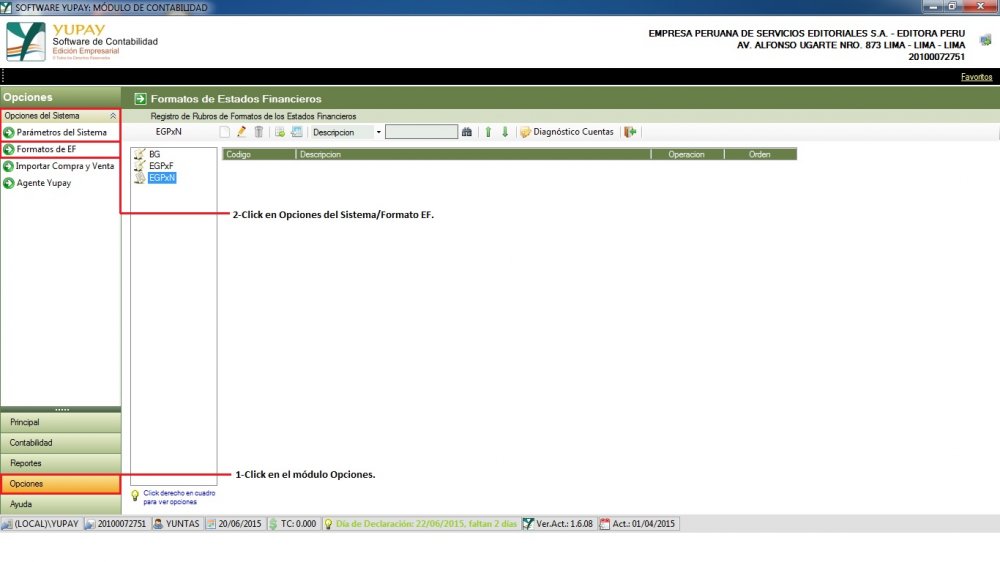 SOFTWARE YUPAY: MÓDULO DE CONTABILIDAD
YUPAY
Software de Contabilidad
Edición Empresarial
© Todos los Derechos Reservados
EMPRESA PERUANA DE SERVICIOS EDITORIALES S.A. - EDITORA PERU
AV. ALFONSO UGARTE NRO. 873 LIMA - LIMA - LIMA
20100072751
Favoritos
Opciones
Formatos de Estados Financieros
Opciones del Sistema
Registro de Rubros de Formatos de los Estados Financieros
Parámetros del Sistema
EGPxN
Descripcion
Diagnóstico Cuentas
Formatos de EF
Importar Compra y Venta
Agente Yupay
BG
EGPxF
EGPxN
Codigo
Descripcion
Operacion
Orden
2-Click en Opciones del Sistema/Formato EF.
Principal
Contabilidad
Reportes
Opciones
Ayuda
1-Click en el módulo Opciones.
Click derecho en cuadro
para ver opciones
(LOCAL)\YUPAY
20100072751
YUNTAS
20/06/2015
TC: 0.000
Día de Declaración: 22/06/2015, faltan 2 días
Ver.Act.: 1.6.08
Act.: 01/04/2015